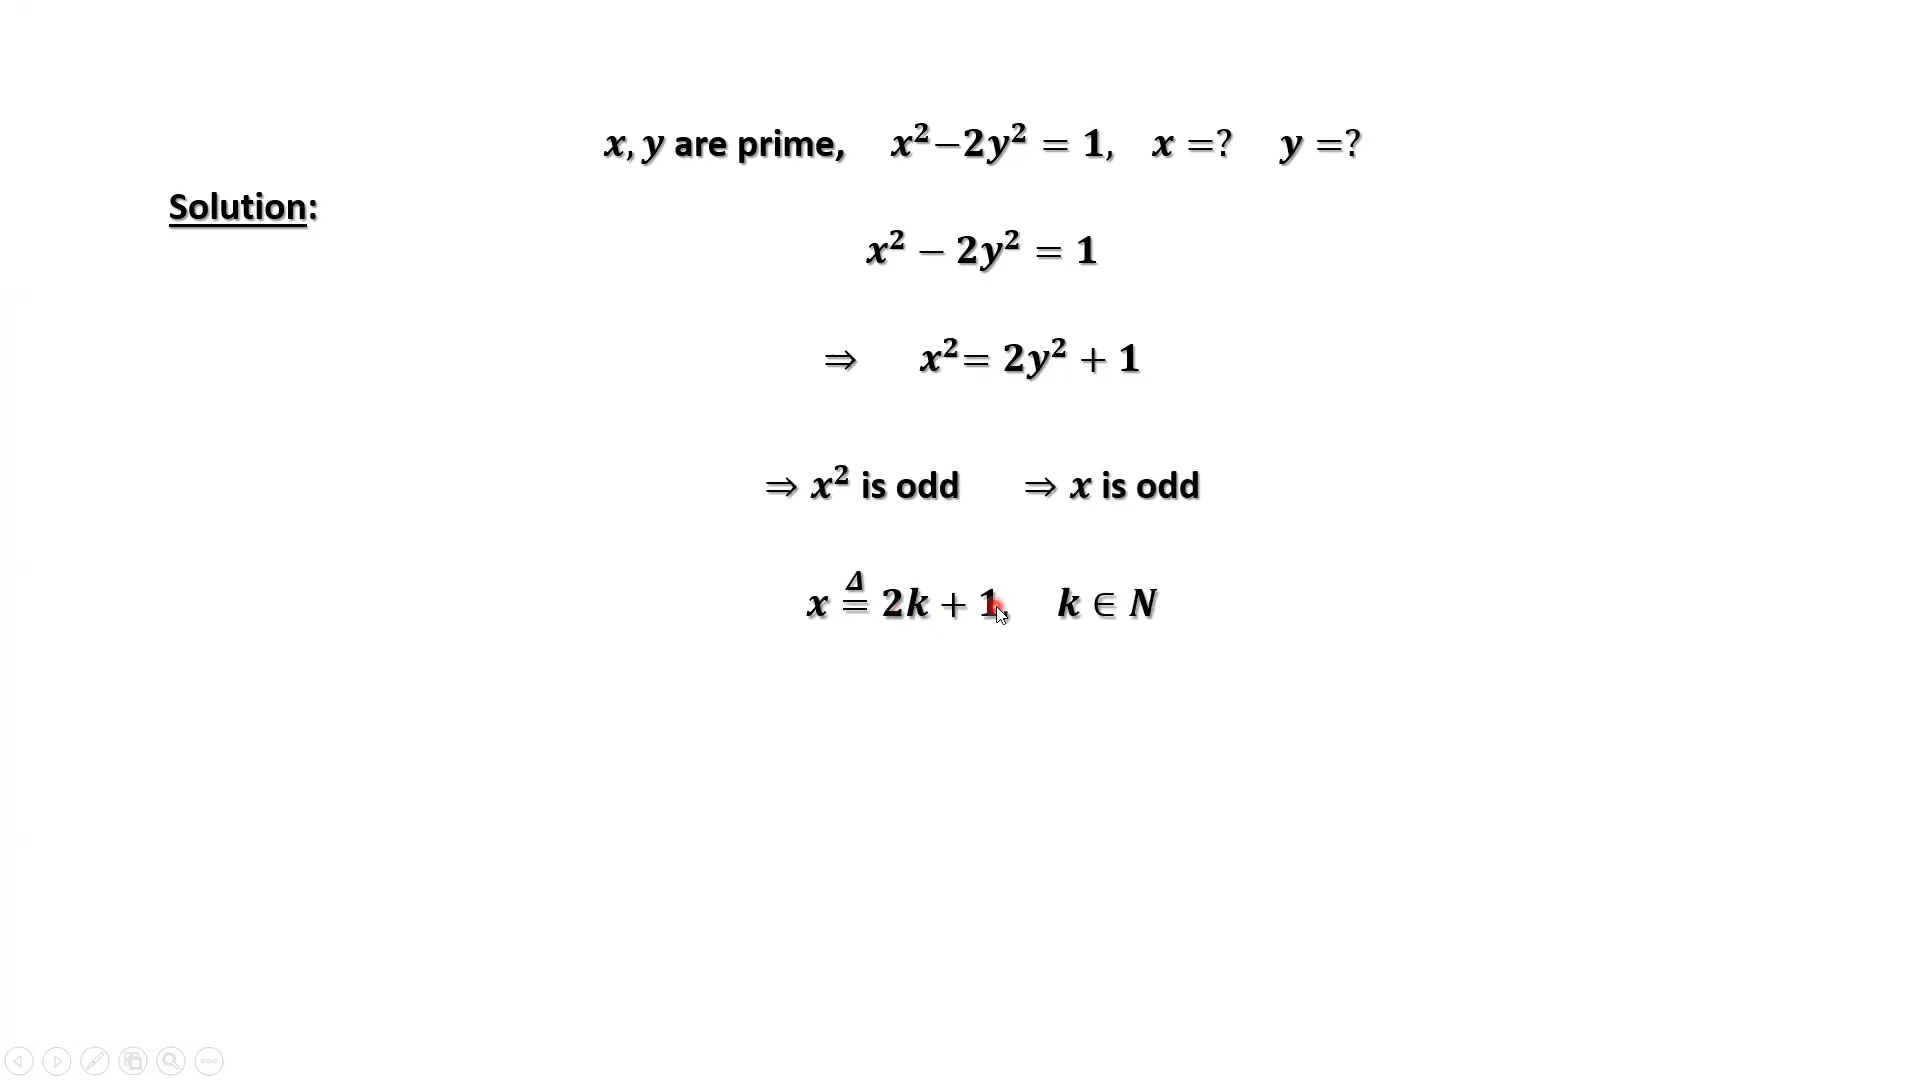 x, y are prime, x²−2y² = 1, x =? y =?
Solution:
x² − 2y² = 1
⇒ x²= 2y² + 1
⇒ x² is odd ⇒ x is odd
x ≜ 2k + 1, k ∈ N